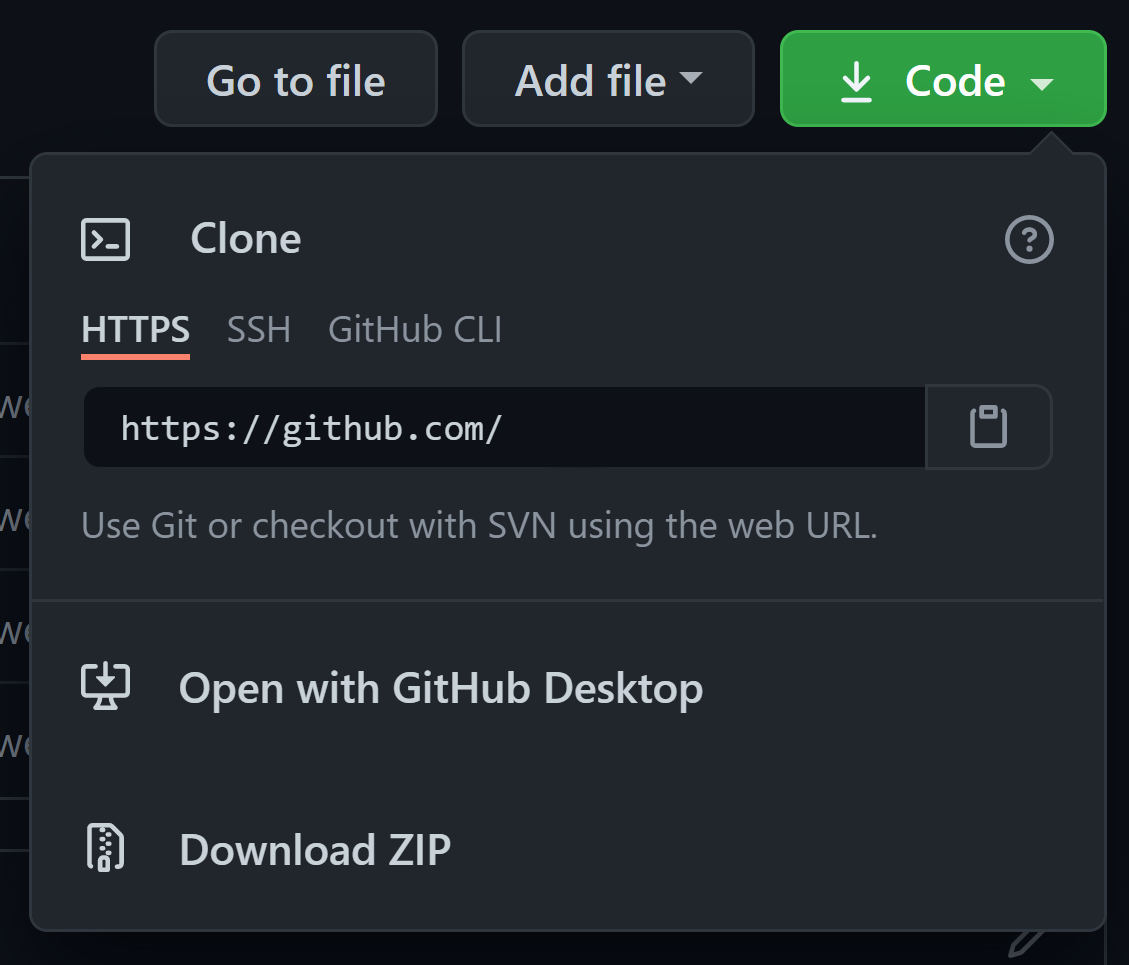 Go to file
Add file
Code
Clone
HTTPS SSH GitHub CLI
https://github.com/
Use Git or checkout with SVN using the web URL.
Open with GitHub Desktop
Download ZIP